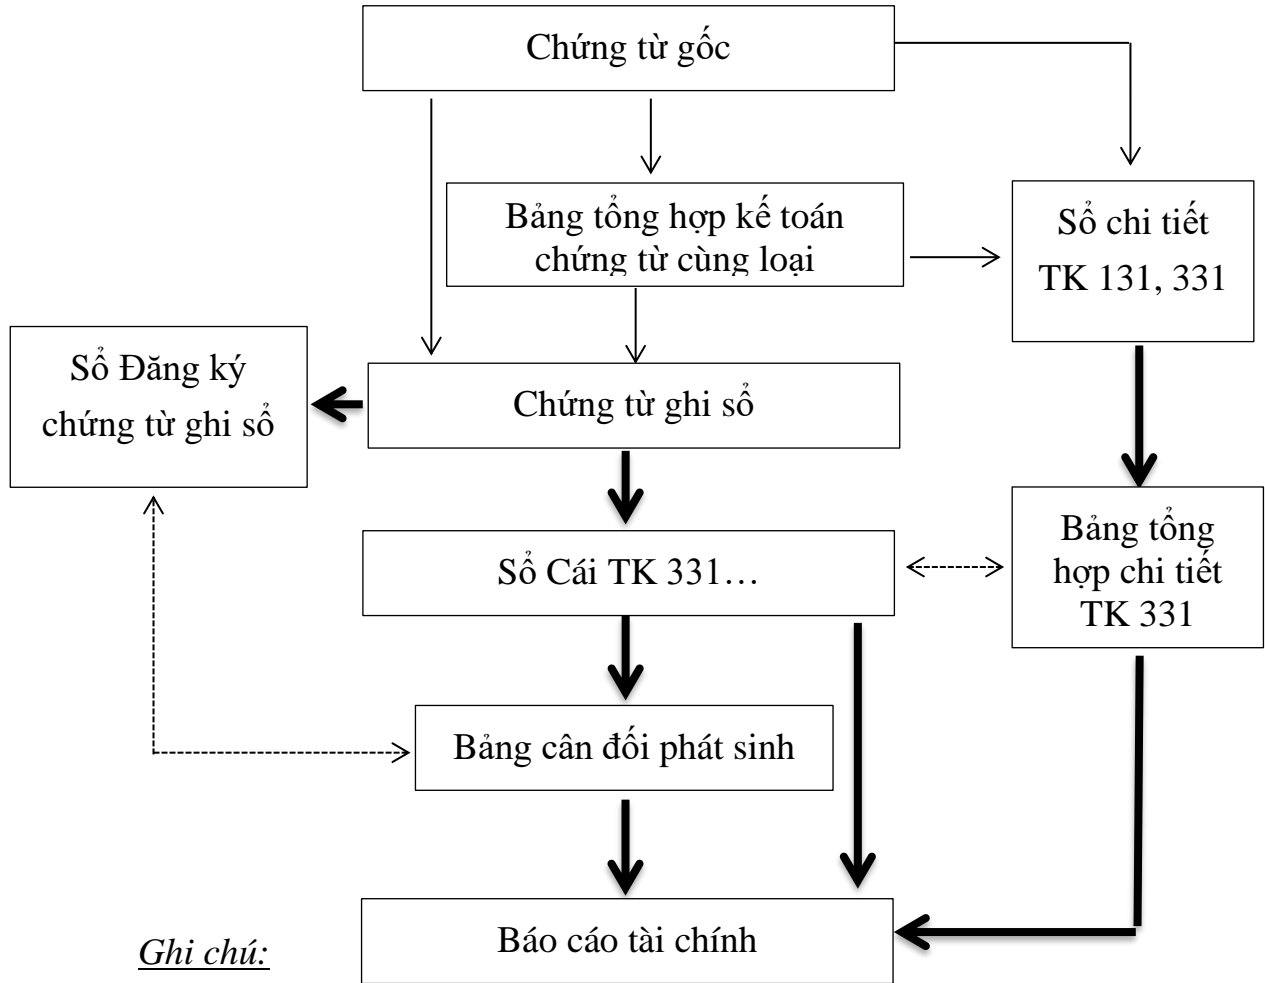 Chứng từ gốc
Bảng tổng hợp kế toán
chứng từ cùng loại
Sổ chi tiết
TK 131, 331
Sổ Đăng ký
chứng từ ghi sổ
Chứng từ ghi sổ
Sổ Cái TK 331…
Bảng tổng
hợp chi tiết
TK 331
Bảng cân đối phát sinh
Báo cáo tài chính
Ghi chú: